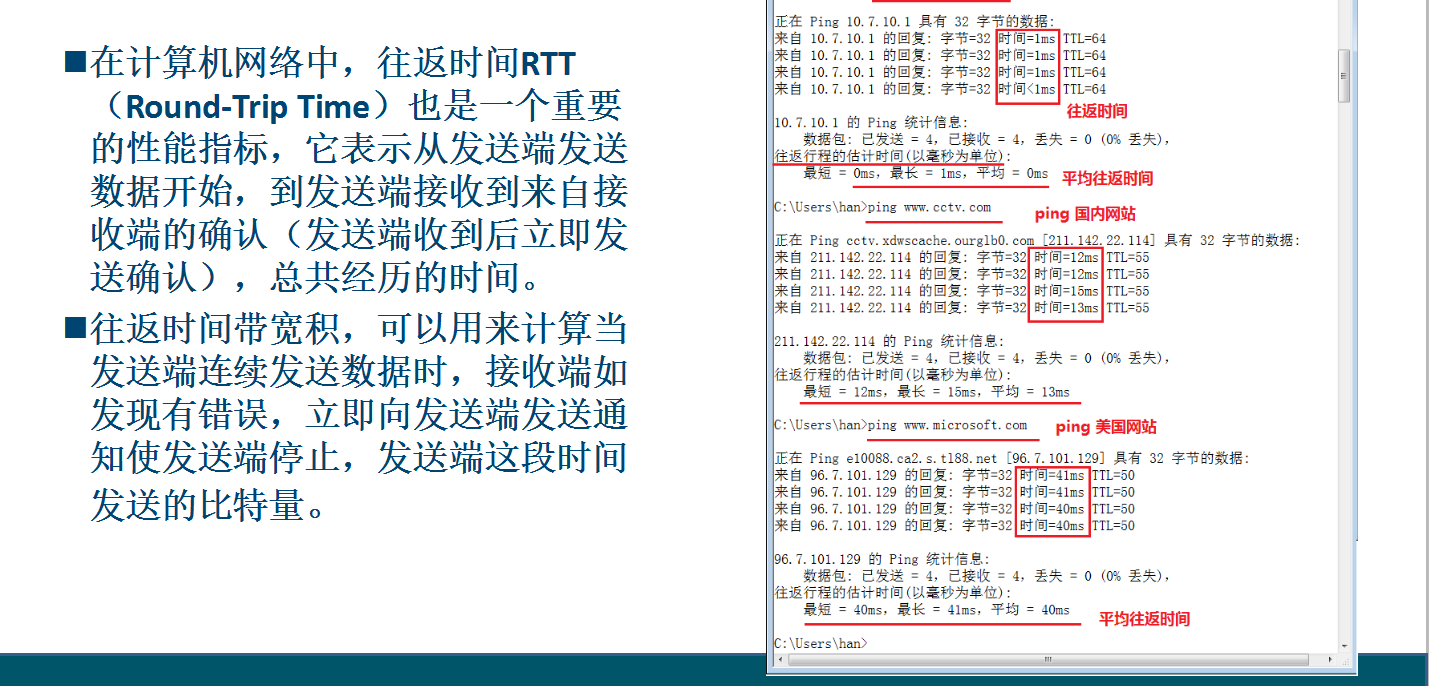 ■在计算机网络中，往返时间RTT
（Round-Trip Time）也是一个重要
的性能指标，它表示从发送端发送
数据开始，到发送端接收到来自接
收端的确认（发送端收到后立即发
送确认），总共经历的时间。
■往返时间带宽积，可以用来计算当
发送端连续发送数据时，接收端如
发现有错误，立即向发送端发送通
知使发送端停止，发送端这段时间
发送的比特量。
正在 Ping 10.7.10.1 具有 32 字节的数据:
来自 10.7.10.1 的回复: 字节=32 时间=1ms TTL=64
来自 10.7.10.1 的回复: 字节=32 时间=1ms TTL=64
来自 10.7.10.1 的回复: 字节=32 时间=1ms TTL=64
来自 10.7.10.1 的回复: 字节=32 时间<1ms TTL=64
往返时间
10.7.10.1 的 Ping 统计信息:
数据包: 已发送 = 4，已接收 = 4，丢失 = 0 (0% 丢失)，
往返行程的估计时间(以毫秒为单位):
最短 = 0ms，最长 = 1ms，平均 = 0ms
平均往返时间
C:\Users\han>ping www.cctv.com
ping 国内网站
正在 Ping cctv.xdwscache.ourglb0.com [211.142.22.114] 具有 32 字节的数据:
来自 211.142.22.114 的回复: 字节=32 时间=12ms TTL=55
来自 211.142.22.114 的回复: 字节=32 时间=12ms TTL=55
来自 211.142.22.114 的回复: 字节=32 时间=15ms TTL=55
来自 211.142.22.114 的回复: 字节=32 时间=13ms TTL=55
211.142.22.114 的 Ping 统计信息:
数据包: 已发送 = 4，已接收 = 4，丢失 = 0 (0% 丢失)，
往返行程的估计时间(以毫秒为单位):
最短 = 12ms，最长 = 15ms，平均 = 13ms
C:\Users\han>ping www.microsoft.com
ping 美国网站
正在 Ping e10088.ca2.s.tl88.net [96.7.101.129] 具有 32 字节的数据:
来自 96.7.101.129 的回复: 字节=32 时间=41ms TTL=50
来自 96.7.101.129 的回复: 字节=32 时间=41ms TTL=50
来自 96.7.101.129 的回复: 字节=32 时间=40ms TTL=50
来自 96.7.101.129 的回复: 字节=32 时间=40ms TTL=50
96.7.101.129 的 Ping 统计信息:
数据包: 已发送 = 4，已接收 = 4，丢失 = 0 (0% 丢失)，
往返行程的估计时间(以毫秒为单位):
最短 = 40ms，最长 = 41ms，平均 = 40ms
平均往返时间
C:\Users\han>